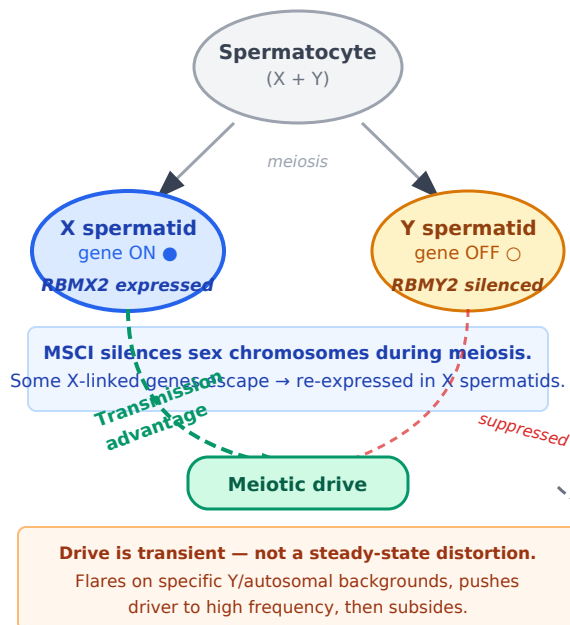 Spermatocyte
(X + Y)
meiosis
X spermatid
gene ON ●
RBMX2 expressed
Y spermatid
gene OFF ○
RBMY2 silenced
MSCI silences sex chromosomes during meiosis.
Some X-linked genes escape → re-expressed in X spermatids.
Transmission
advantage
suppressed
Meiotic drive
Drive is transient — not a steady-state distortion.
Flares on specific Y/autosomal backgrounds, pushes
driver to high frequency, then subsides.